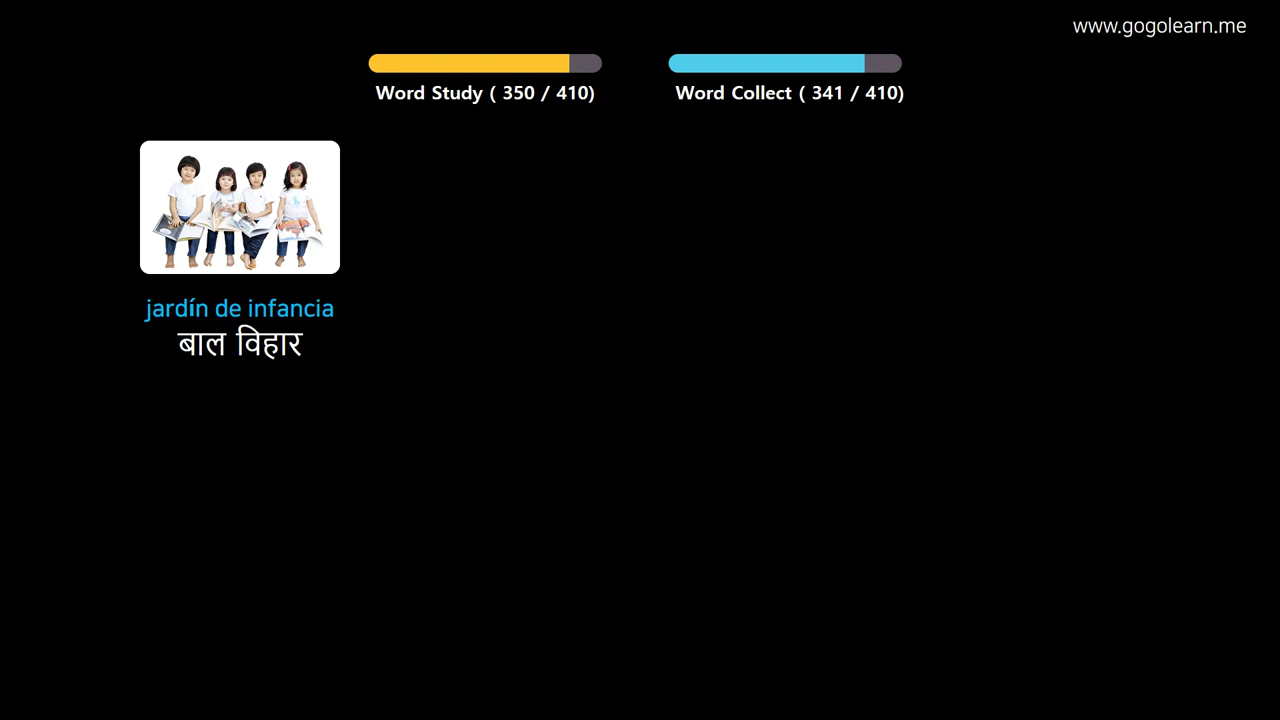 www.gogolearn.me
Word Study ( 350 / 410)
Word Collect ( 341 / 410)
jardín de infancia
बाल विहार